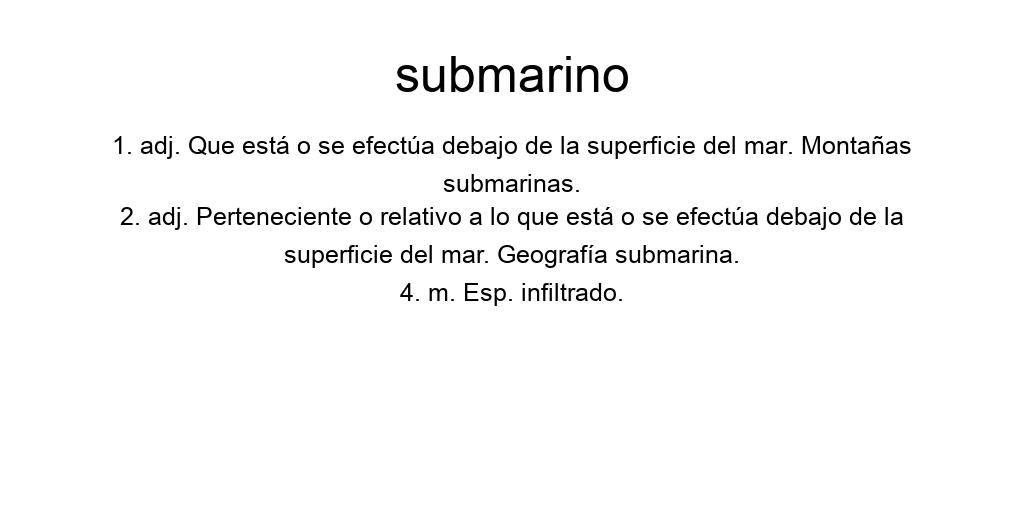 submarino
1. adj. Que está o se efectúa debajo de la superficie del mar. Montañas
submarinas.
2. adj. Perteneciente o relativo a lo que está o se efectúa debajo de la
superficie del mar. Geografía submarina.
4. m. Esp. infiltrado.